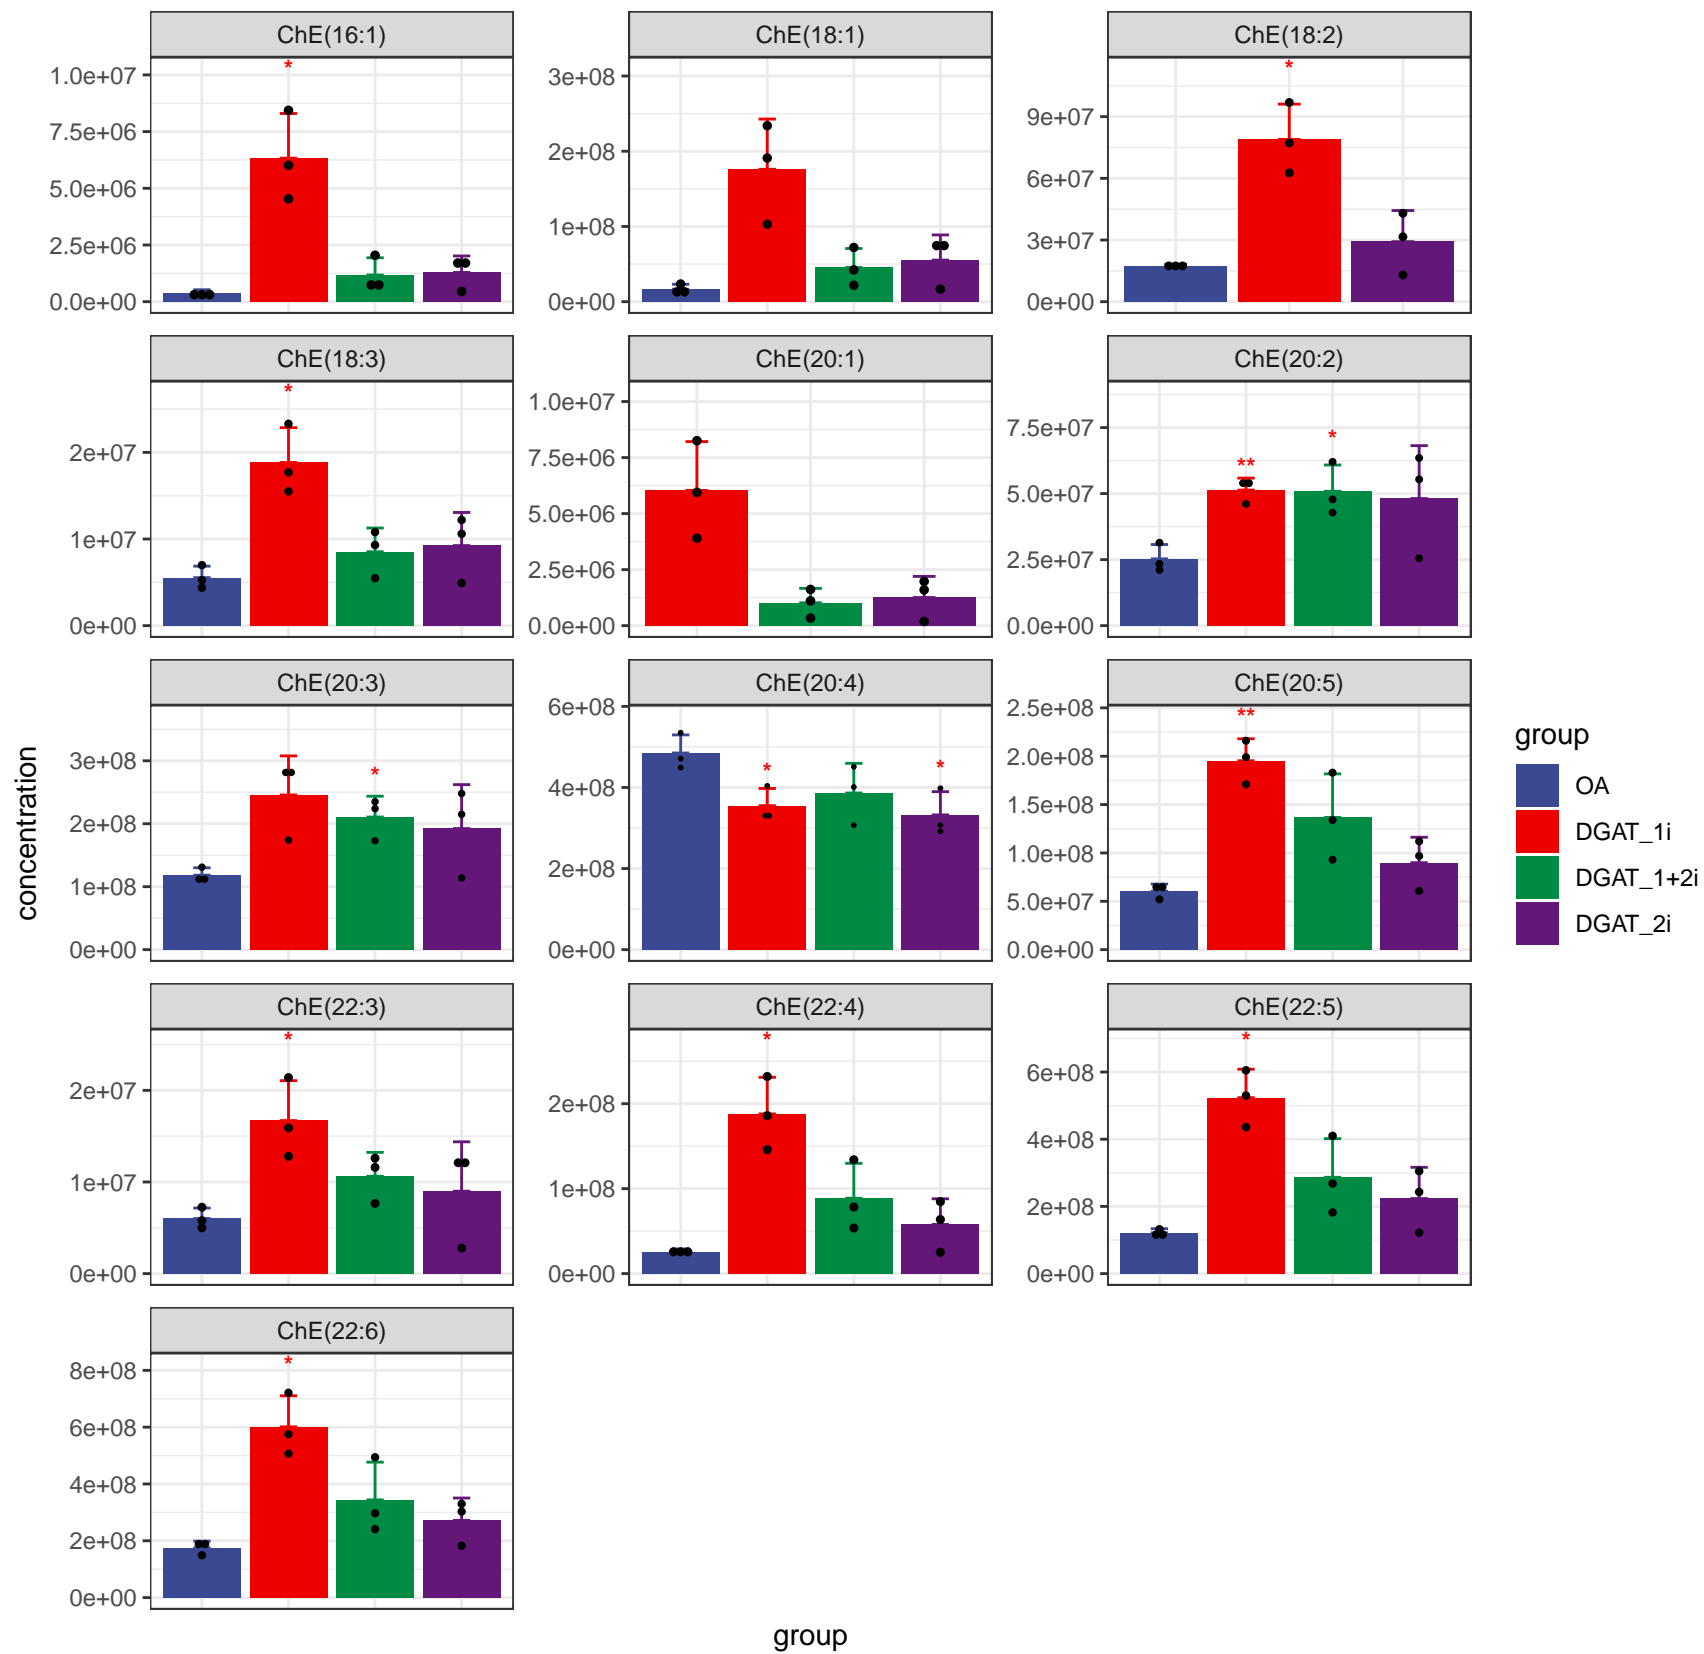 ChE(16:1)
ChE(18:1)
ChE(18:2)
*
*
1.0e+07
7.5e+06
5.0e+06
2.5e+06
0.0e+00
3e+08
2e+08
1e+08
0e+00
9e+07
6e+07
3e+07
0e+00
ChE(18:3)
ChE(20:1)
ChE(20:2)
*
**
*
2e+07
1e+07
0e+00
1.0e+07
7.5e+06
5.0e+06
2.5e+06
0.0e+00
7.5e+07
5.0e+07
2.5e+07
0.0e+00
ChE(20:3)
ChE(20:4)
ChE(20:5)
*
*
*
**
3e+08
2e+08
1e+08
0e+00
6e+08
4e+08
2e+08
0e+00
2.5e+08
2.0e+08
1.5e+08
1.0e+08
5.0e+07
0.0e+00
ChE(22:3)
ChE(22:4)
ChE(22:5)
*
*
*
2e+07
1e+07
0e+00
2e+08
1e+08
0e+00
6e+08
4e+08
2e+08
0e+00
ChE(22:6)
*
8e+08
6e+08
4e+08
2e+08
0e+00
concentration
group
group
OA
DGAT_1i
DGAT_1+2i
DGAT_2i